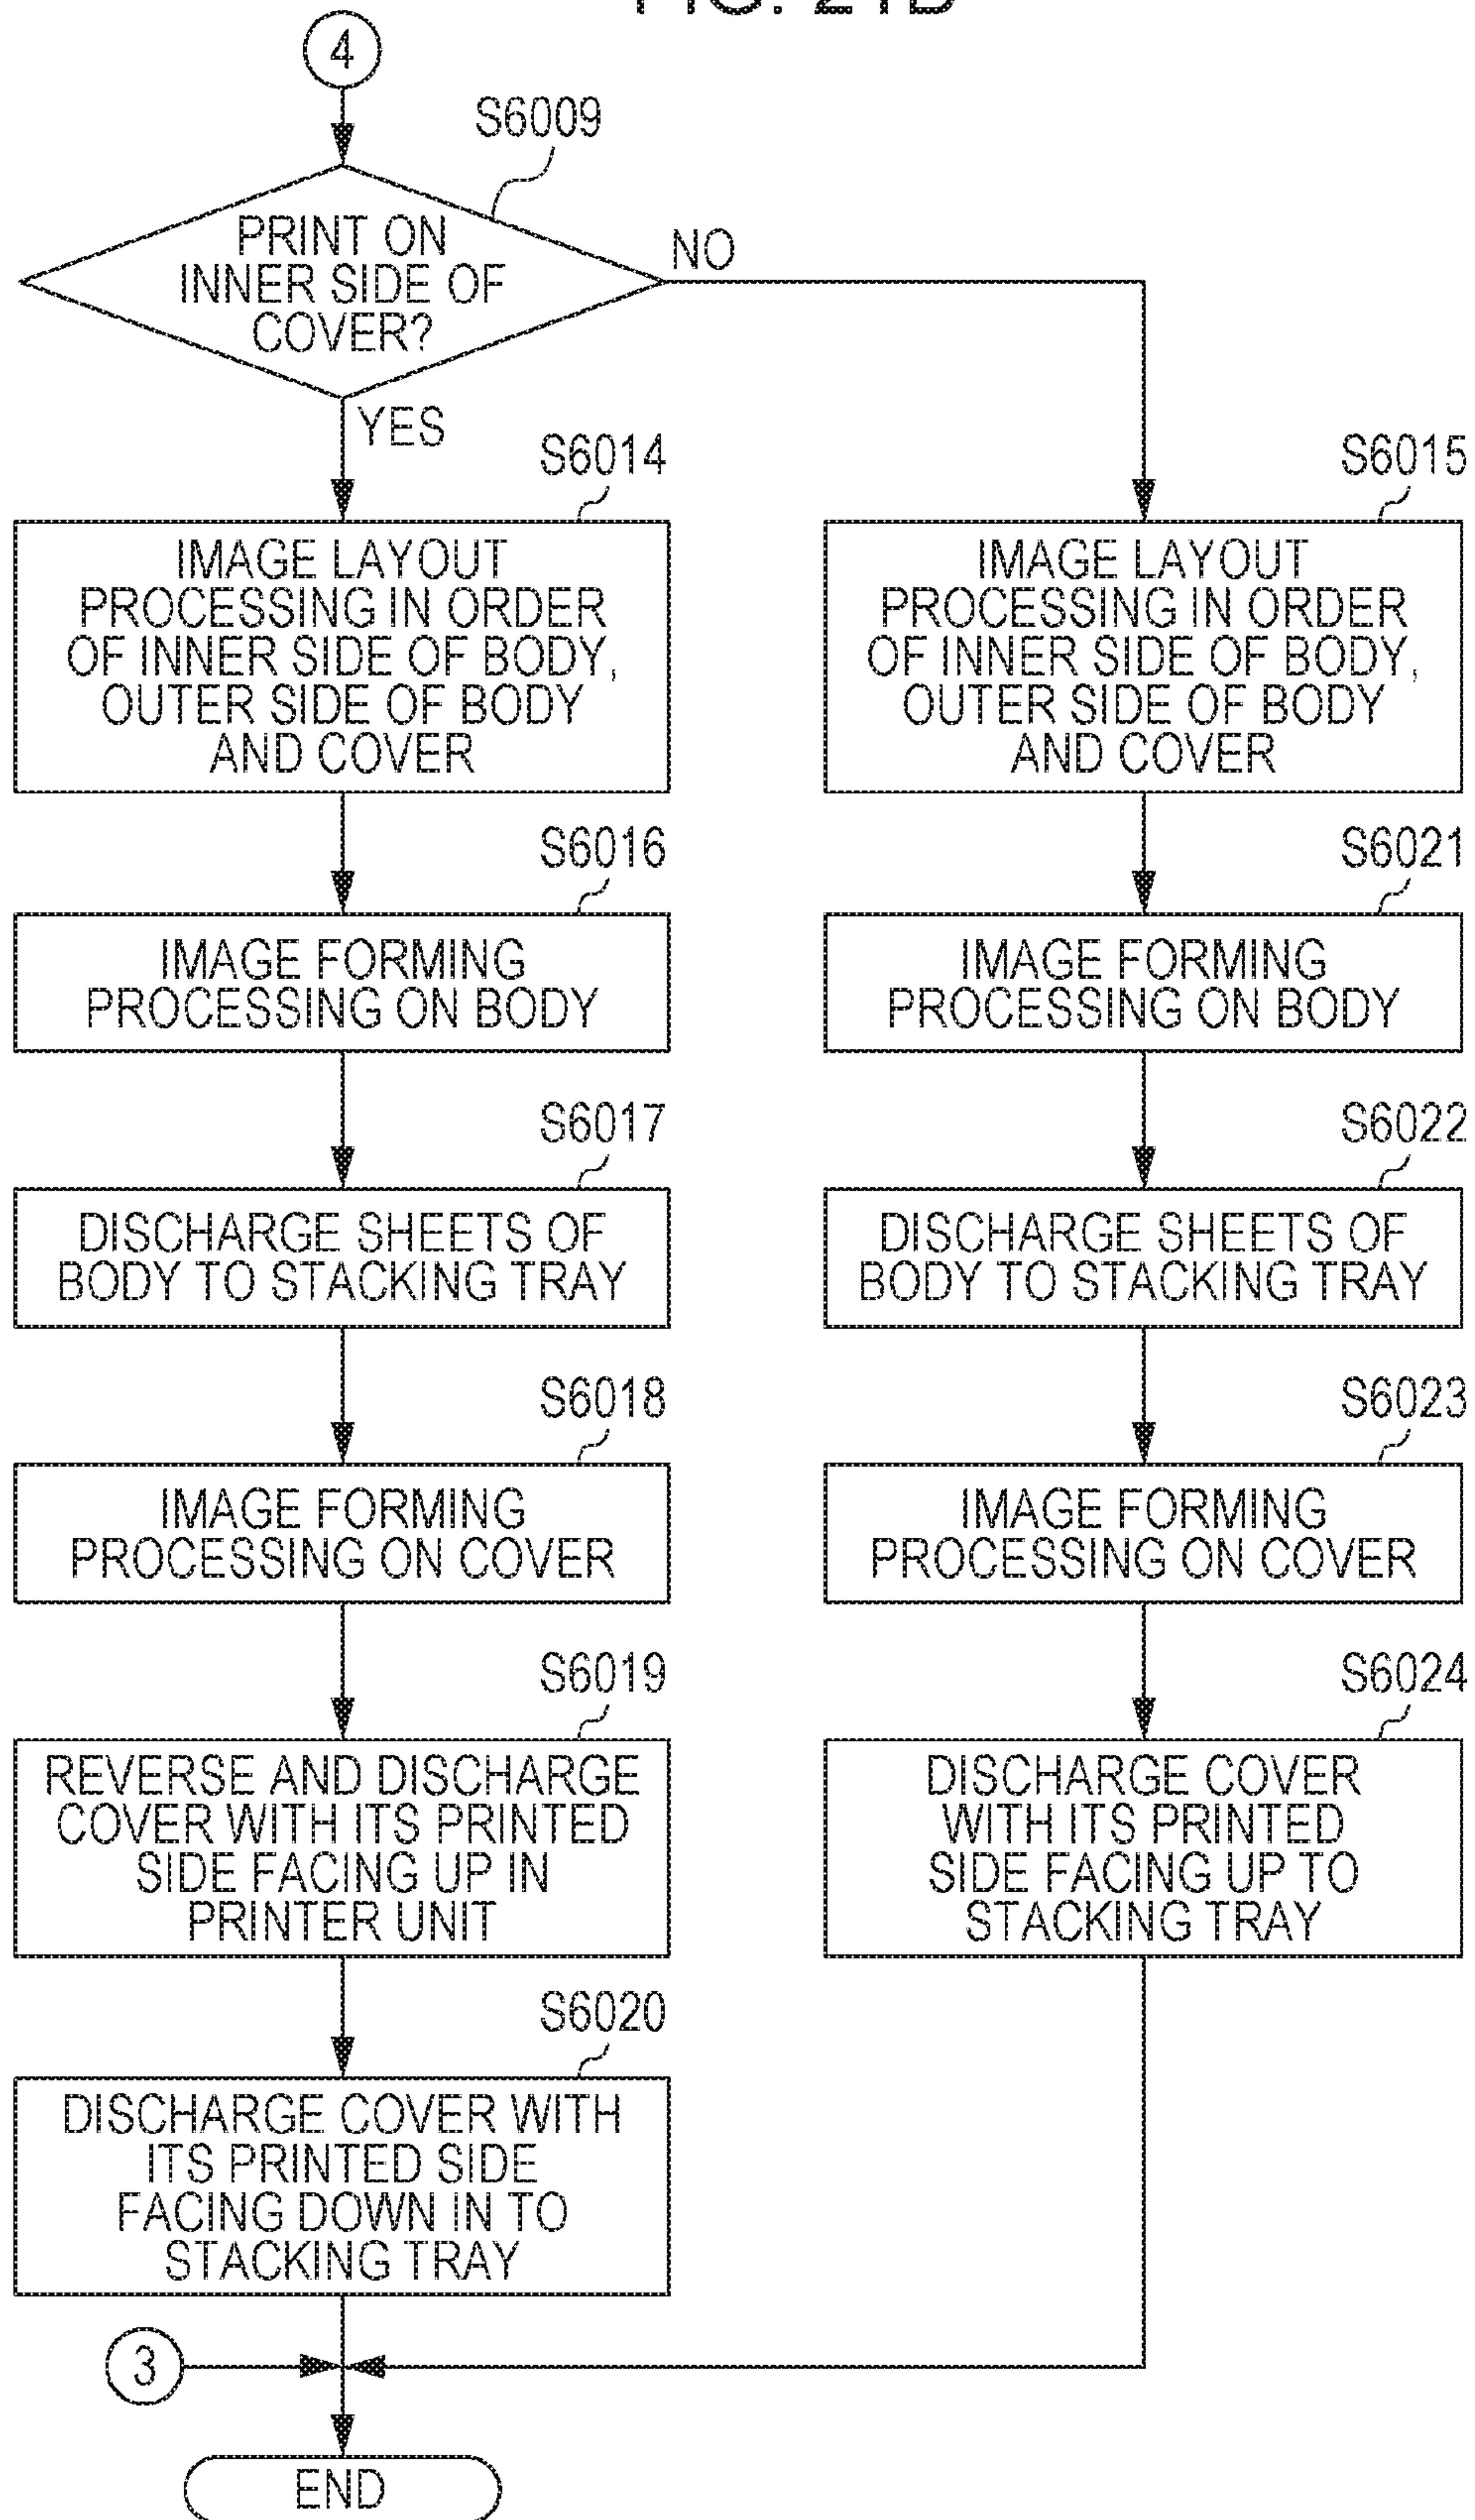 FIG. 21B
4
S6009
PRINT ON
INNER SIDE OF
COVER?
NO
YES
S6014
IMAGE LAYOUT
PROCESSING IN ORDER
OF INNER SIDE OF BODY,
OUTER SIDE OF BODY
AND COVER
S6015
IMAGE LAYOUT
PROCESSING IN ORDER
OF INNER SIDE OF BODY,
OUTER SIDE OF BODY
AND COVER
S6016
IMAGE FORMING
PROCESSING ON BODY
S6021
IMAGE FORMING
PROCESSING ON BODY
S6017
DISCHARGE SHEETS OF
BODY TO STACKING TRAY
S6022
DISCHARGE SHEETS OF
BODY TO STACKING TRAY
S6018
IMAGE FORMING
PROCESSING ON COVER
S6023
IMAGE FORMING
PROCESSING ON COVER
S6019
REVERSE AND DISCHARGE
COVER WITH ITS PRINTED
SIDE FACING UP IN
PRINTER UNIT
S6024
DISCHARGE COVER
WITH ITS PRINTED
SIDE FACING UP TO
STACKING TRAY
S6020
DISCHARGE COVER WITH
ITS PRINTED SIDE
FACING DOWN IN TO
STACKING TRAY
3
END